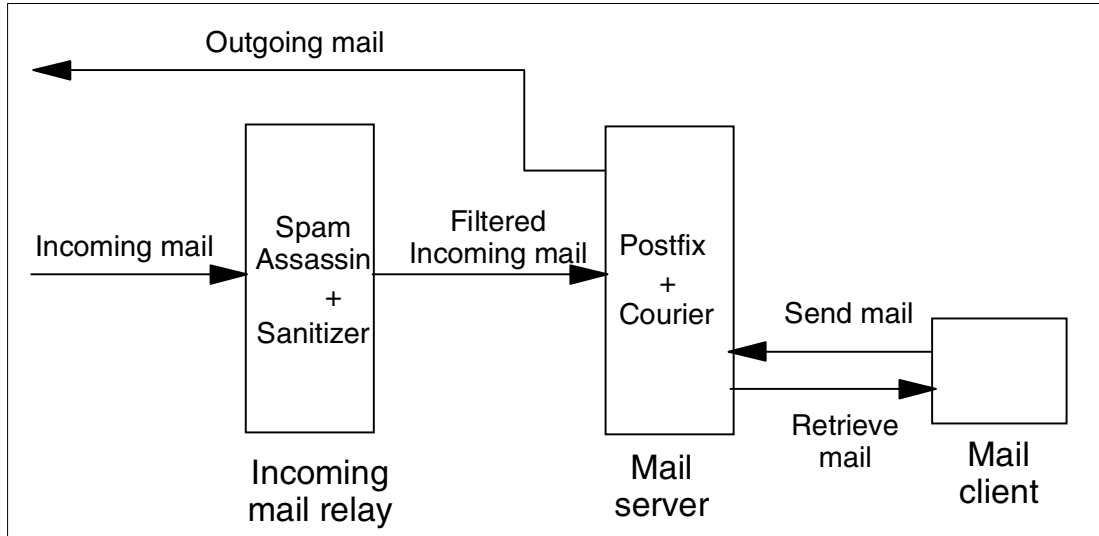 Outgoing mail
Incoming mail
Spam
Assassin
+
Sanitizer
Filtered
Incoming mail
Postfix
+
Courier
Send mail
Retrieve
mail
Incoming
mail relay
Mail
server
Mail
client